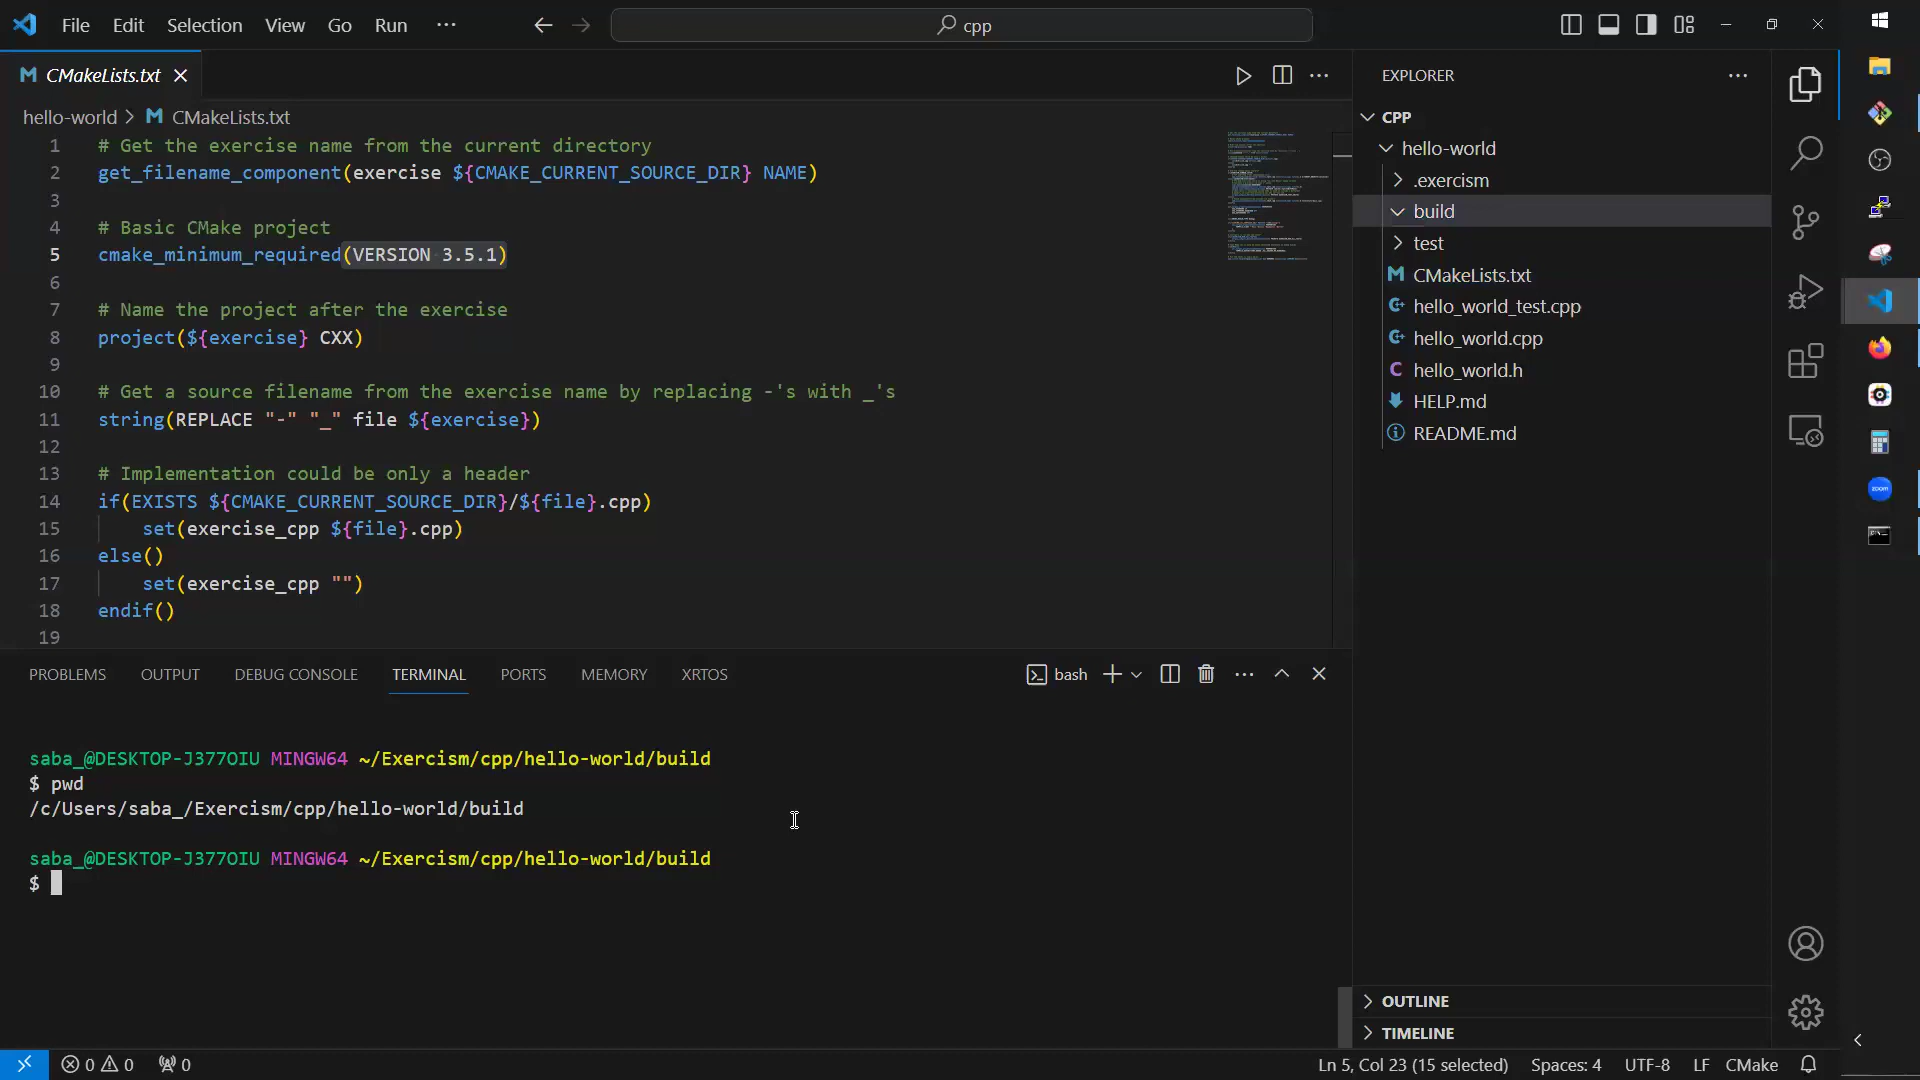 File Edit Selection View Go Run ··· cpp
CMakeLists.txt
hello-world > CMakeLists.txt
1 # Get the exercise name from the current directory
2 get_filename_component(exercise ${CMAKE_CURRENT_SOURCE_DIR} NAME)
3
4 # Basic CMake project
5 cmake_minimum_required(VERSION 3.5.1)
6
7 # Name the project after the exercise
8 project(${exercise} CXX)
9
10 # Get a source filename from the exercise name by replacing -'s with _'s
11 string(REPLACE "-" "_" file ${exercise})
12
13 # Implementation could be only a header
14 if(EXISTS ${CMAKE_CURRENT_SOURCE_DIR}/${file}.cpp)
15 set(exercise_cpp ${file}.cpp)
16 else()
17 set(exercise_cpp "")
18 endif()
19
PROBLEMS OUTPUT DEBUG CONSOLE TERMINAL PORTS MEMORY XRTOS bash
saba_@DESKTOP-J377OIU MINGW64 ~/Exercism/cpp/hello-world/build
$ pwd
/c/Users/saba_/Exercism/cpp/hello-world/build
saba_@DESKTOP-J377OIU MINGW64 ~/Exercism/cpp/hello-world/build
$
EXPLORER
CPP
hello-world
.exercism
build
test
CMakeLists.txt
hello_world_test.cpp
hello_world.cpp
hello_world.h
HELP.md
README.md
OUTLINE
TIMELINE
zoom
0 0 0 Ln 5, Col 23 (15 selected) Spaces: 4 UTF-8 LF CMake